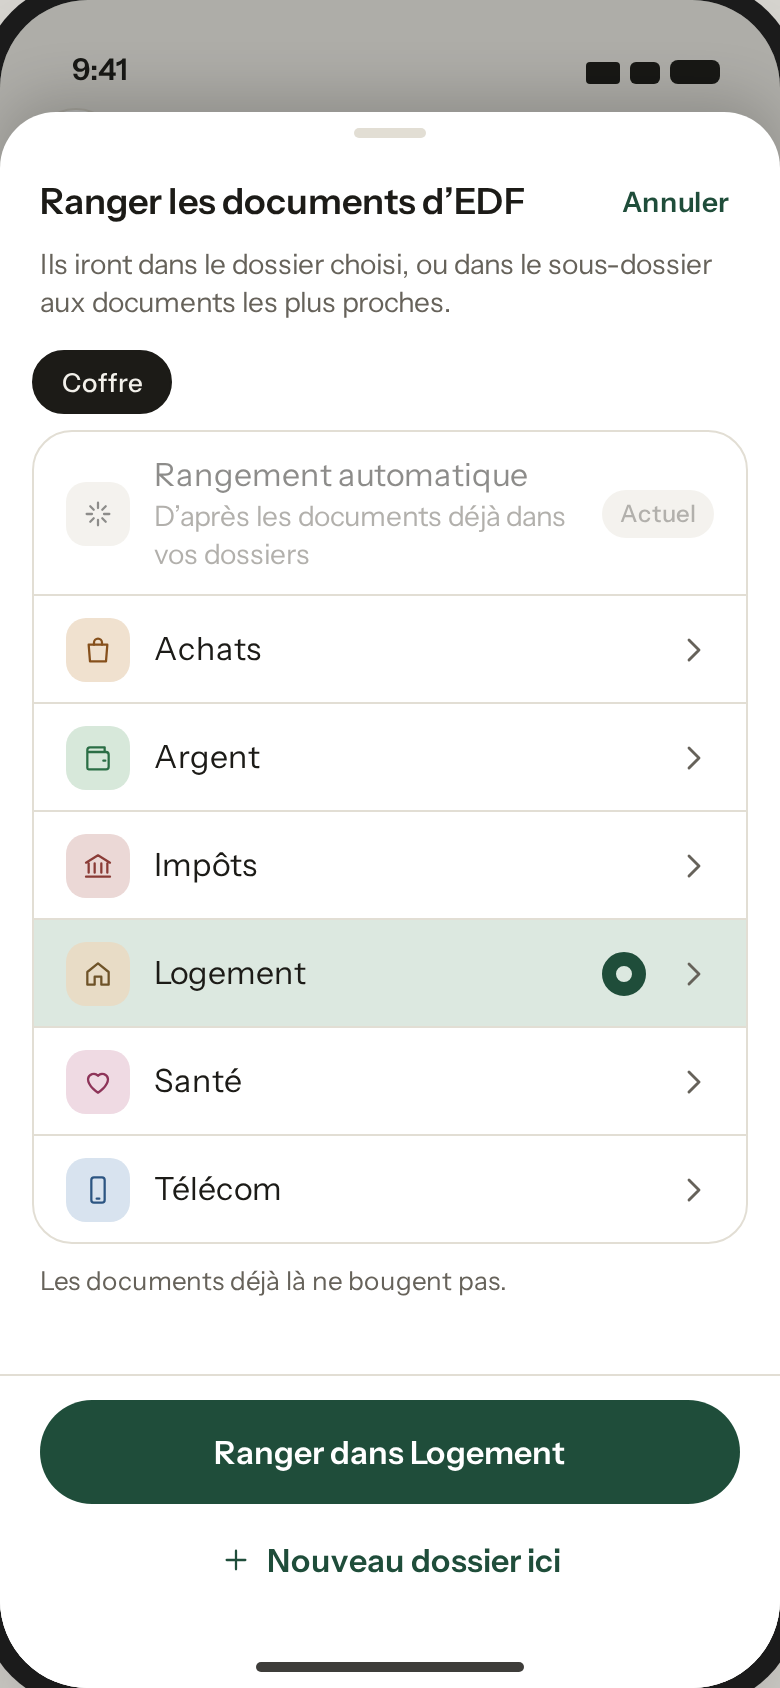 9:41
Ranger les documents d’EDF
Annuler
Ils iront dans le dossier choisi, ou dans le sous-dossier
aux documents les plus proches.
Coffre
Rangement automatique
D’après les documents déjà dans
vos dossiers
Actuel
Achats
Argent
Impôts
Logement
Santé
Télécom
Les documents déjà là ne bougent pas.
Ranger dans Logement
+ Nouveau dossier ici